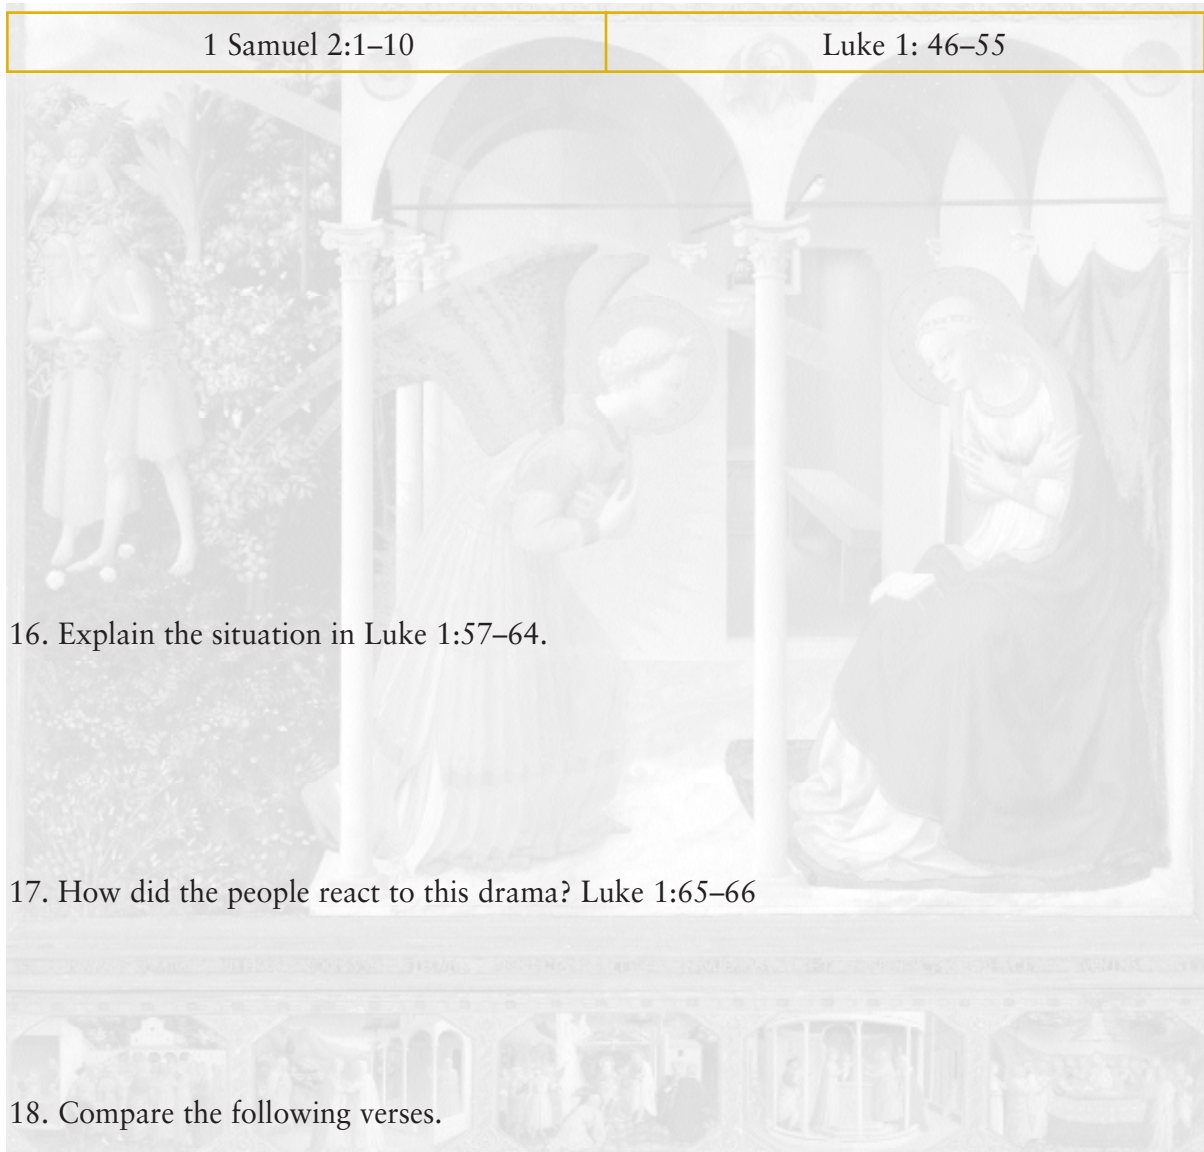 1 Samuel 2:1–10
Luke 1: 46–55
16. Explain the situation in Luke 1:57–64.
17. How did the people react to this drama? Luke 1:65–66
18. Compare the following verses.